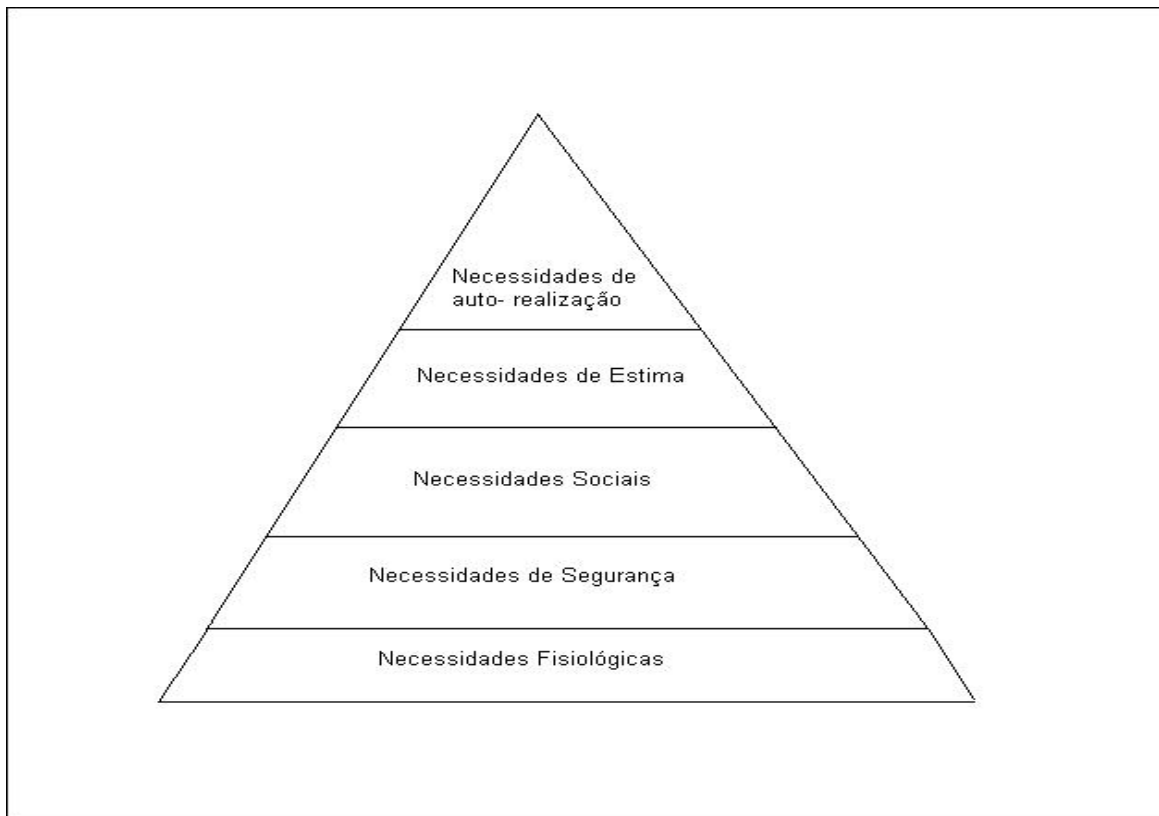 Necessidades de
auto- realização
Necessidades de Estima
Necessidades Sociais
Necessidades de Segurança
Necessidades Fisiológicas